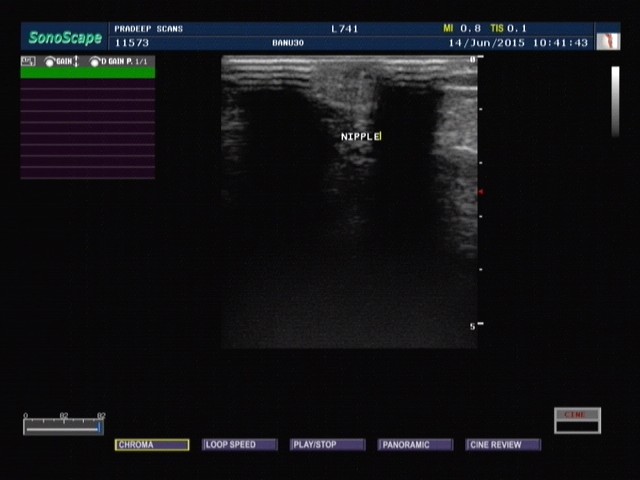 SonoScape
PRADEEP SCANS L741 MI 0.8 TIS 0.1
11573 BANU30 14/Jun/2015 10:41:43
GAIN D GAIN P. 1/1
0
NIPPLE
5
0 82 82
CINE
CHROMA LOOP SPEED PLAY/STOP PANORAMIC CINE REVIEW